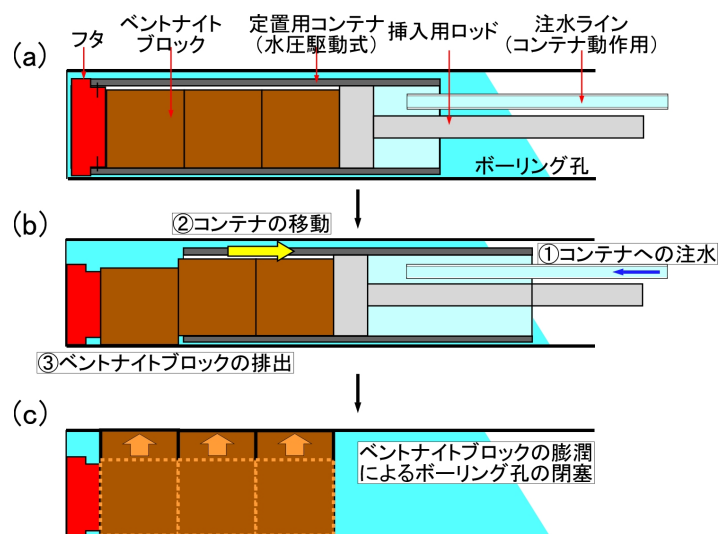 (a)
フタ
ベントナイト
ブロック
定置用コンテナ
(水圧駆動式)
挿入用ロッド
注水ライン
(コンテナ動作用)
ボーリング孔
(b)
②コンテナの移動
①コンテナへの注水
③ベントナイトブロックの排出
(c)
ベントナイトブロックの膨潤
によるボーリング孔の閉塞